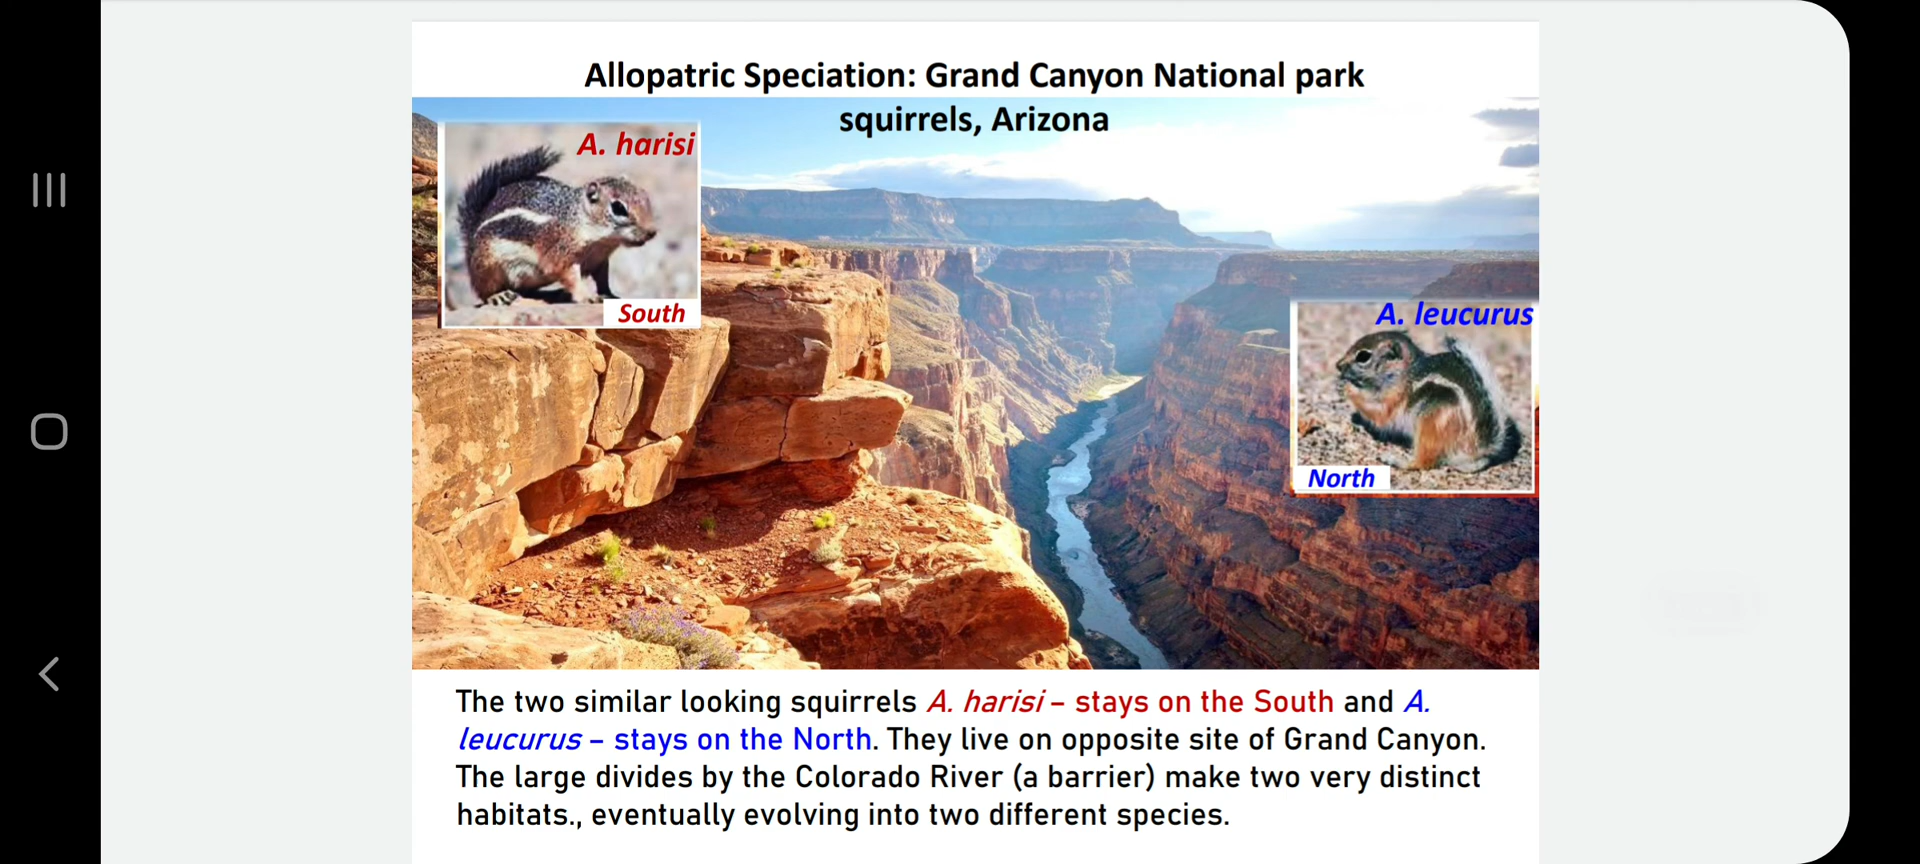 Allopatric Speciation: Grand Canyon National park
squirrels, Arizona
A. harisi
South
A. leucurus
North
The two similar looking squirrels A. harisi – stays on the South and A.
leucurus – stays on the North. They live on opposite site of Grand Canyon.
The large divides by the Colorado River (a barrier) make two very distinct
habitats., eventually evolving into two different species.